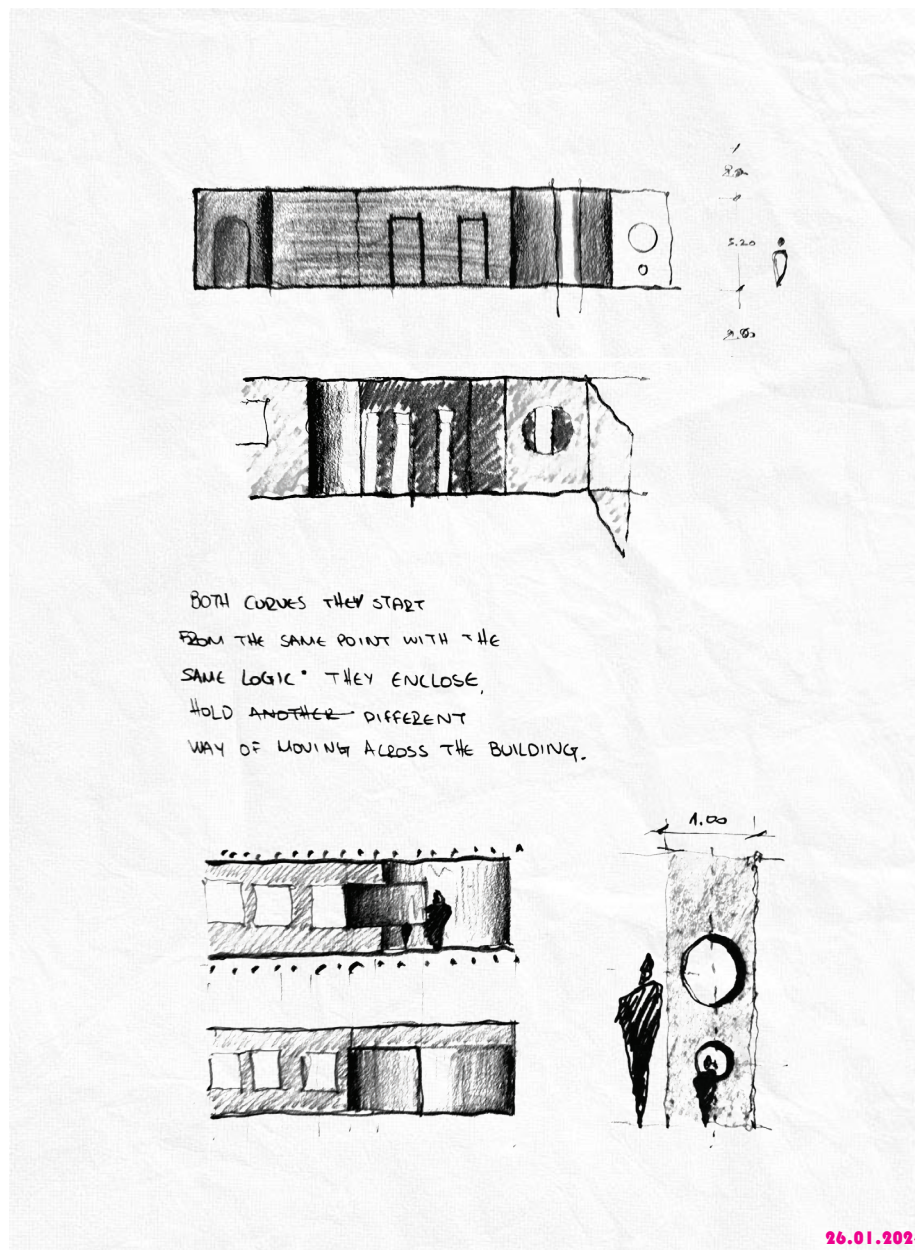 5.20
BOTH CURVES THEY START
FROM THE SAME POINT WITH THE
SAME LOGIC. THEY ENCLOSE,
HOLD ANOTHER DIFFERENT
WAY OF MOVING ACROSS THE BUILDING.
1.00
26.01.202